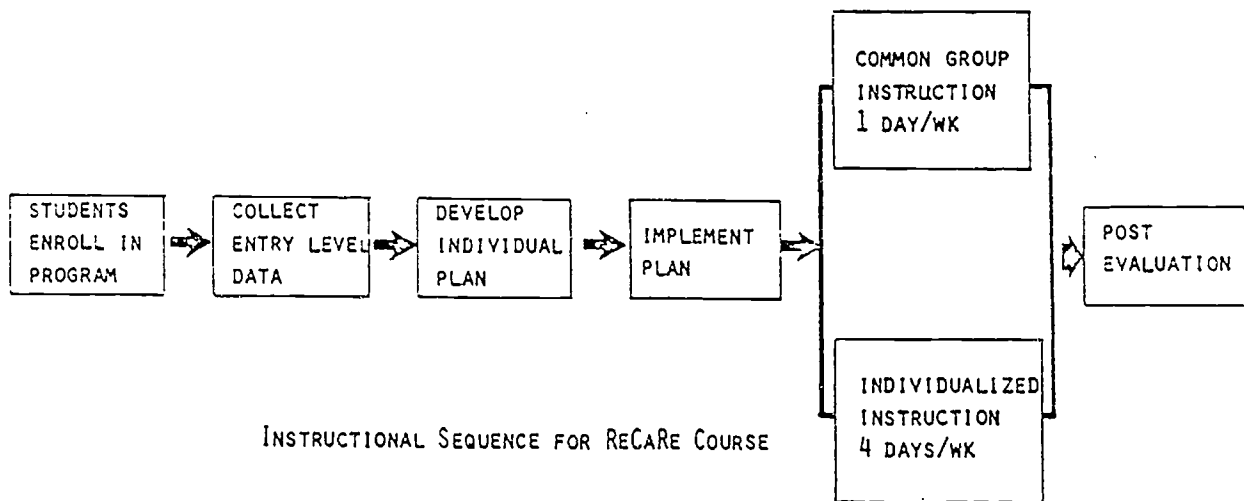 STUDENTS
ENROLL IN
PROGRAM
COLLECT
ENTRY LEVEL
DATA
DEVELOP
INDIVIDUAL
PLAN
IMPLEMENT
PLAN
COMMON GROUP
INSTRUCTION
1 DAY/WK
INDIVIDUALIZED
INSTRUCTION
4 DAYS/WK
POST
EVALUATION
INSTRUCTIONAL SEQUENCE FOR RECARE COURSE